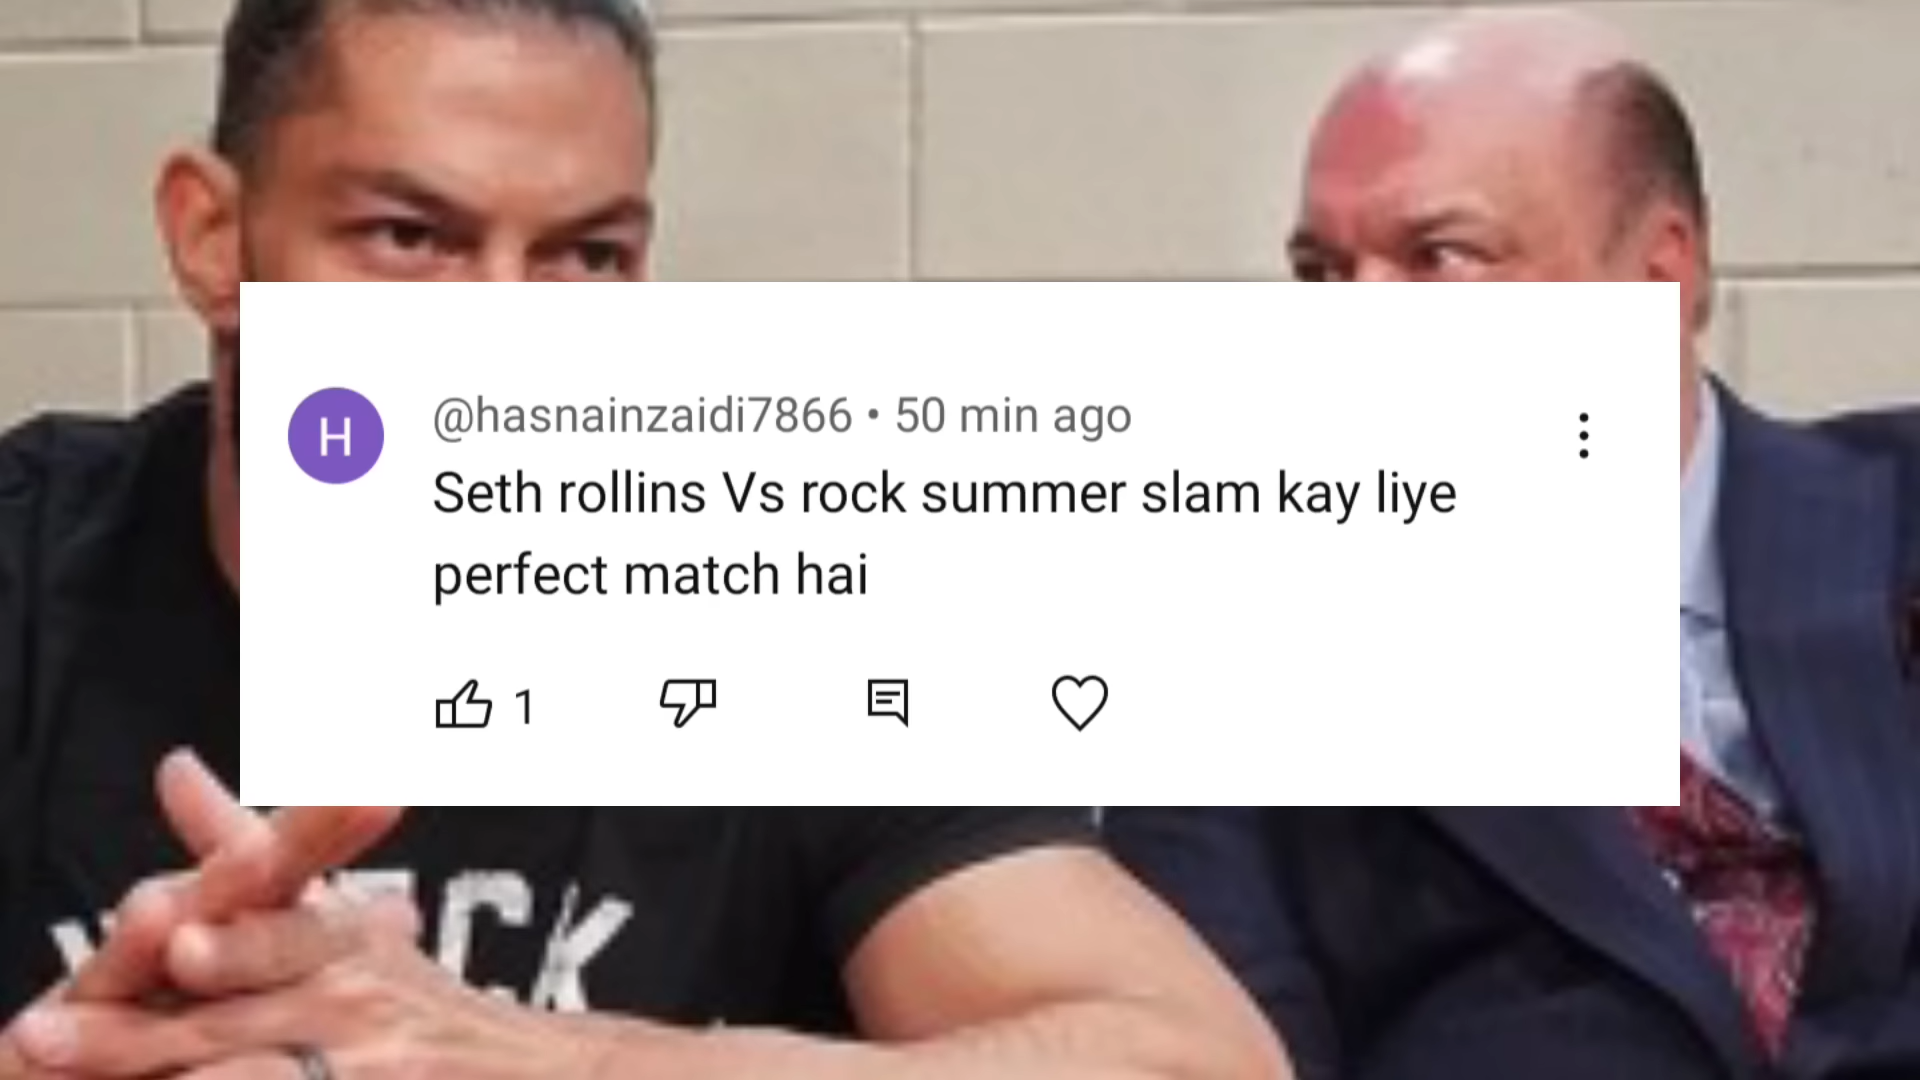 H
@hasnainzaidi7866 • 50 min ago
Seth rollins Vs rock summer slam kay liye
perfect match hai
1